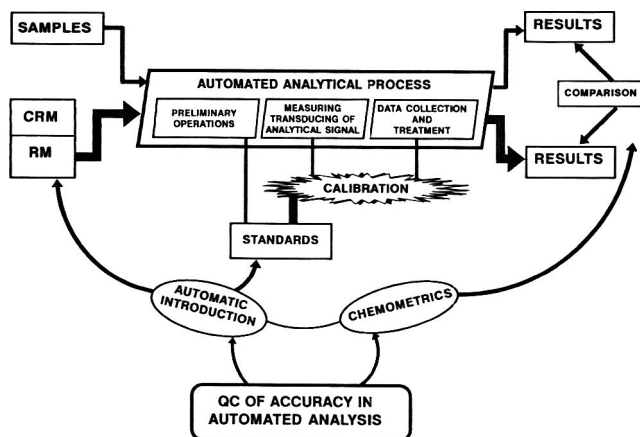 SAMPLES
RESULTS
AUTOMATED ANALYTICAL PROCESS
COMPARISON
PRELIMINARY
OPERATIONS
MEASURING
TRANSDUCING OF
ANALYTICAL SIGNAL
DATA COLLECTION
AND
TREATMENT
CRM
RM
RESULTS
CALIBRATION
STANDARDS
AUTOMATIC
INTRODUCTION
CHEMOMETRICS
QC OF ACCURACY IN
AUTOMATED ANALYSIS